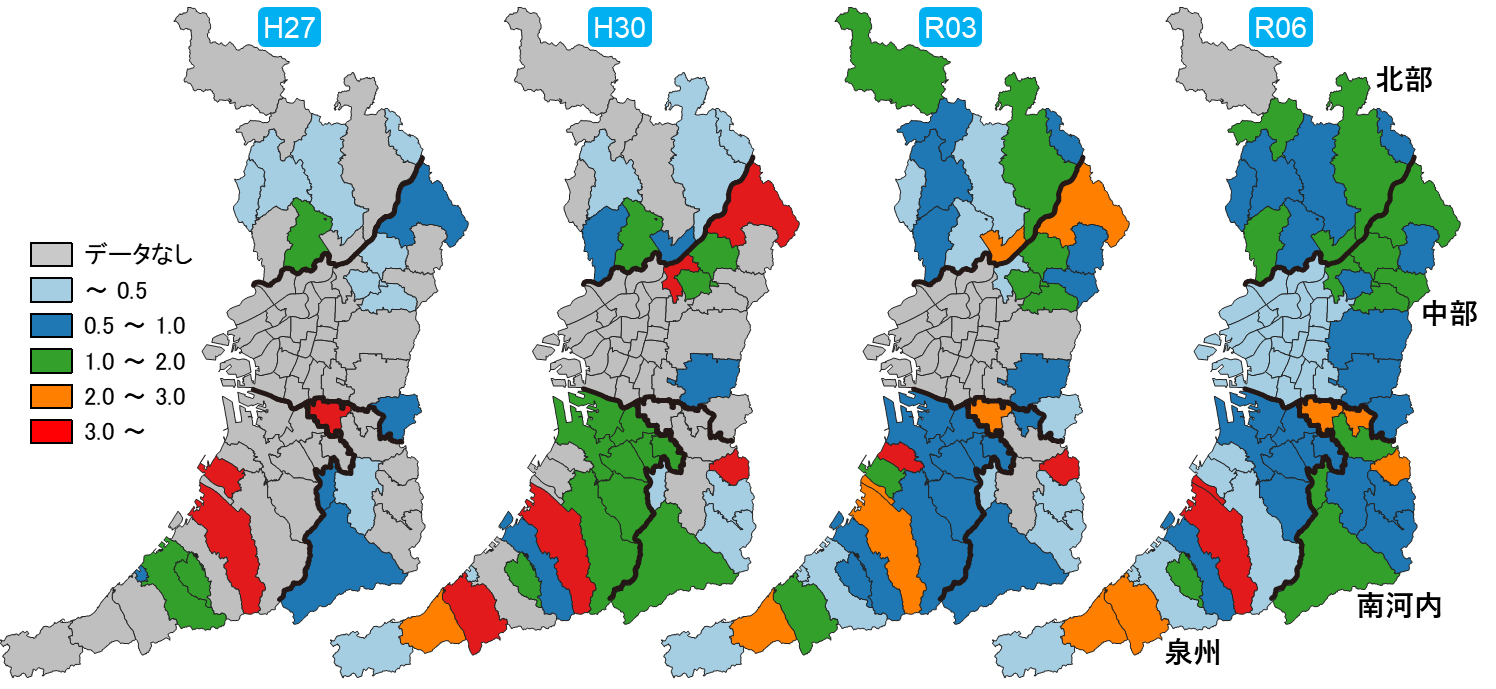 H27
H30
R03
R06
北部
データなし
～ 0.5
0.5 ～ 1.0
1.0 ～ 2.0
2.0 ～ 3.0
3.0 ～
中部
南河内
泉州